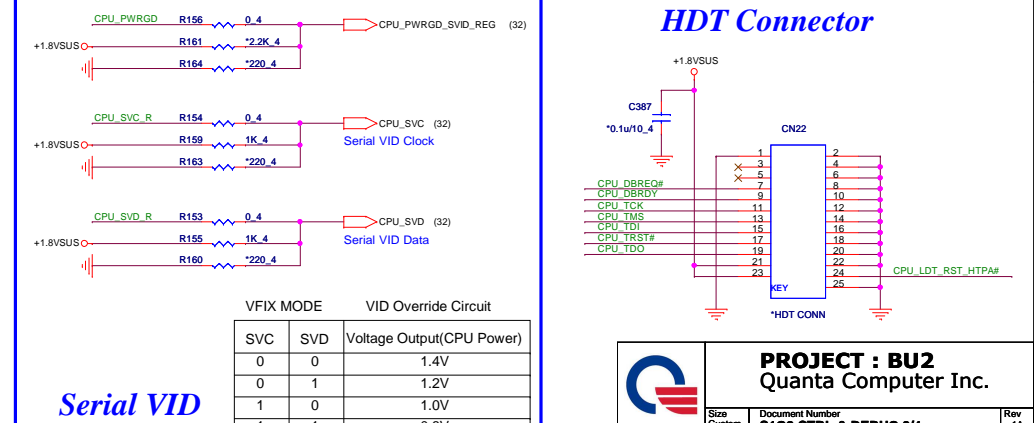 CPU_PWRGD R156 0_4 CPU_PWRGD_SVID_REG (32)
+1.8VSUS R161 *2.2K_4
R164 *220_4
CPU_SVC_R R154 0_4 CPU_SVC (32)
+1.8VSUS R159 1K_4 Serial VID Clock
R163 *220_4
CPU_SVD_R R153 0_4 CPU_SVD (32)
+1.8VSUS R155 1K_4 Serial VID Data
R160 *220_4
VFIX MODE VID Override Circuit
SVC SVD Voltage Output(CPU Power)
0 0 1.4V
0 1 1.2V
1 0 1.0V
Serial VID
HDT Connector
+1.8VSUS
C387
*0.1u/10_4
CN22
1 2
3 4
5 6
CPU_DBREQ# 7 8
CPU_DBRDY 9 10
CPU_TCK 11 12
CPU_TMS 13 14
CPU_TDI 15 16
CPU_TRST# 17 18
CPU_TDO 19 20
21 22
23 24 CPU_LDT_RST_HTPA#
KEY 25
*HDT CONN
PROJECT : BU2
Quanta Computer Inc.
Size Document Number Rev